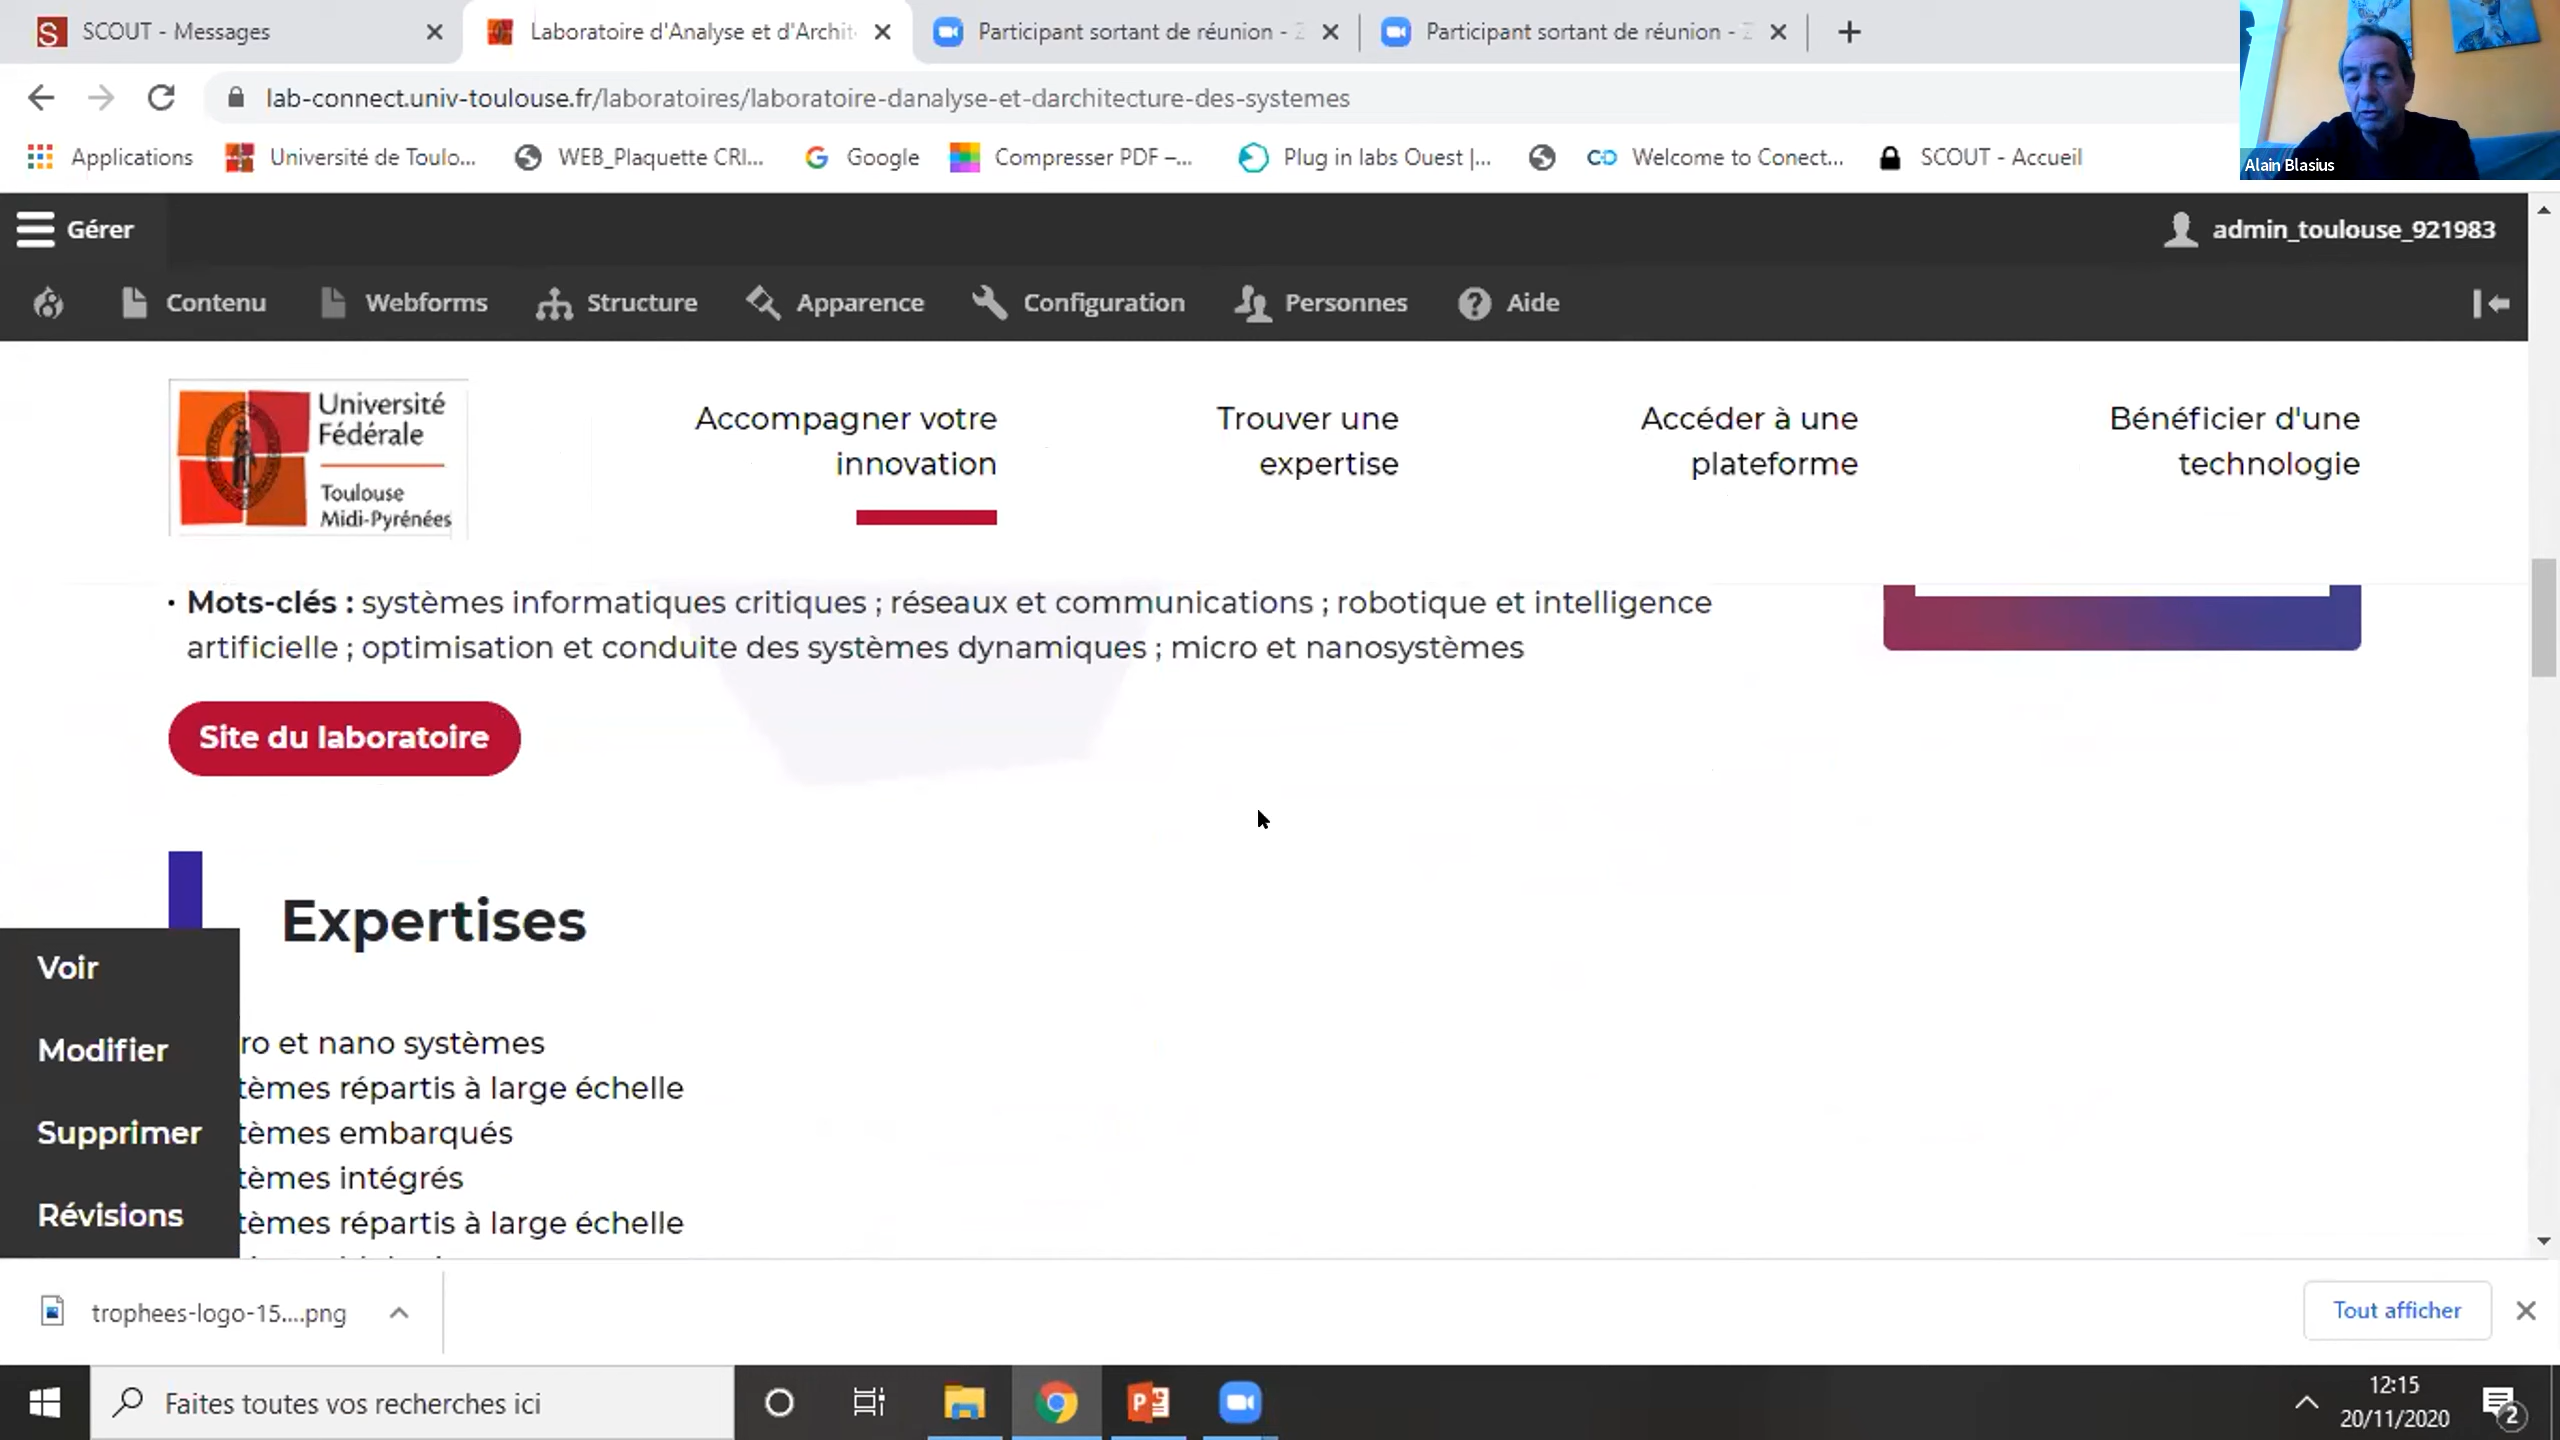 SCOUT - Messages
Laboratoire d'Analyse et d'Archit
Participant sortant de réunion -
Participant sortant de réunion -
lab-connect.univ-toulouse.fr/laboratoires/laboratoire-danalyse-et-darchitecture-des-systemes
Applications
Université de Toulo...
WEB_Plaquette CRI...
Google
Compresser PDF –...
Plug in labs Ouest |...
Welcome to Conect...
SCOUT - Accueil
Alain Blasius
Gérer
admin_toulouse_921983
Contenu
Webforms
Structure
Apparence
Configuration
Personnes
Aide
Université
Fédérale
Toulouse
Midi-Pyrénées
Accompagner votre
innovation
Trouver une
expertise
Accéder à une
plateforme
Bénéficier d'une
technologie
• Mots-clés : systèmes informatiques critiques ; réseaux et communications ; robotique et intelligence
artificielle ; optimisation et conduite des systèmes dynamiques ; micro et nanosystèmes
Site du laboratoire
Expertises
Voir
Modifier
Supprimer
Révisions
ro et nano systèmes
tèmes répartis à large échelle
tèmes embarqués
tèmes intégrés
tèmes répartis à large échelle
trophees-logo-15....png
Tout afficher
Faites toutes vos recherches ici
12:15
20/11/2020
2